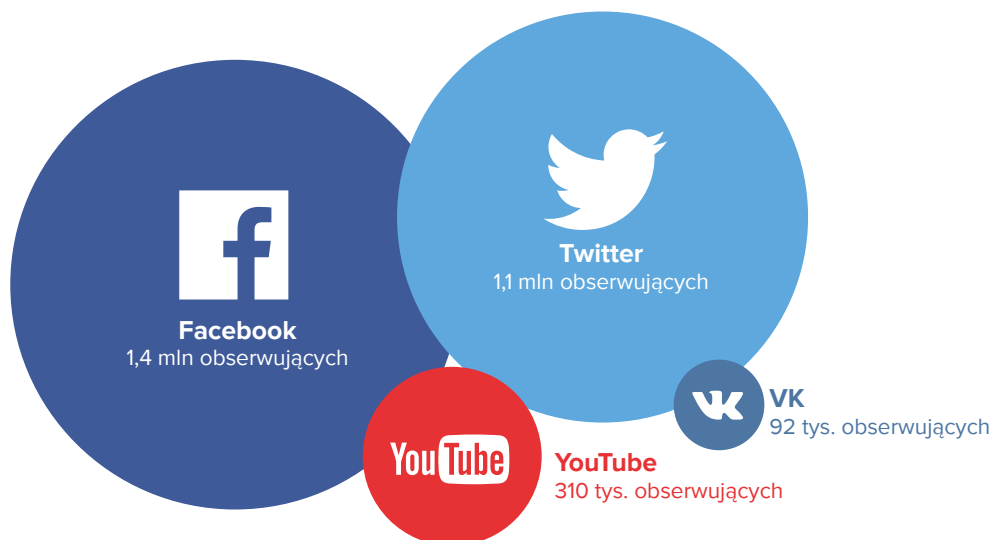 Twitter
1,1 mln obserwujących
Facebook
1,4 mln obserwujących
YouTube
YouTube
310 tys. obserwujących
VK
92 tys. obserwujących